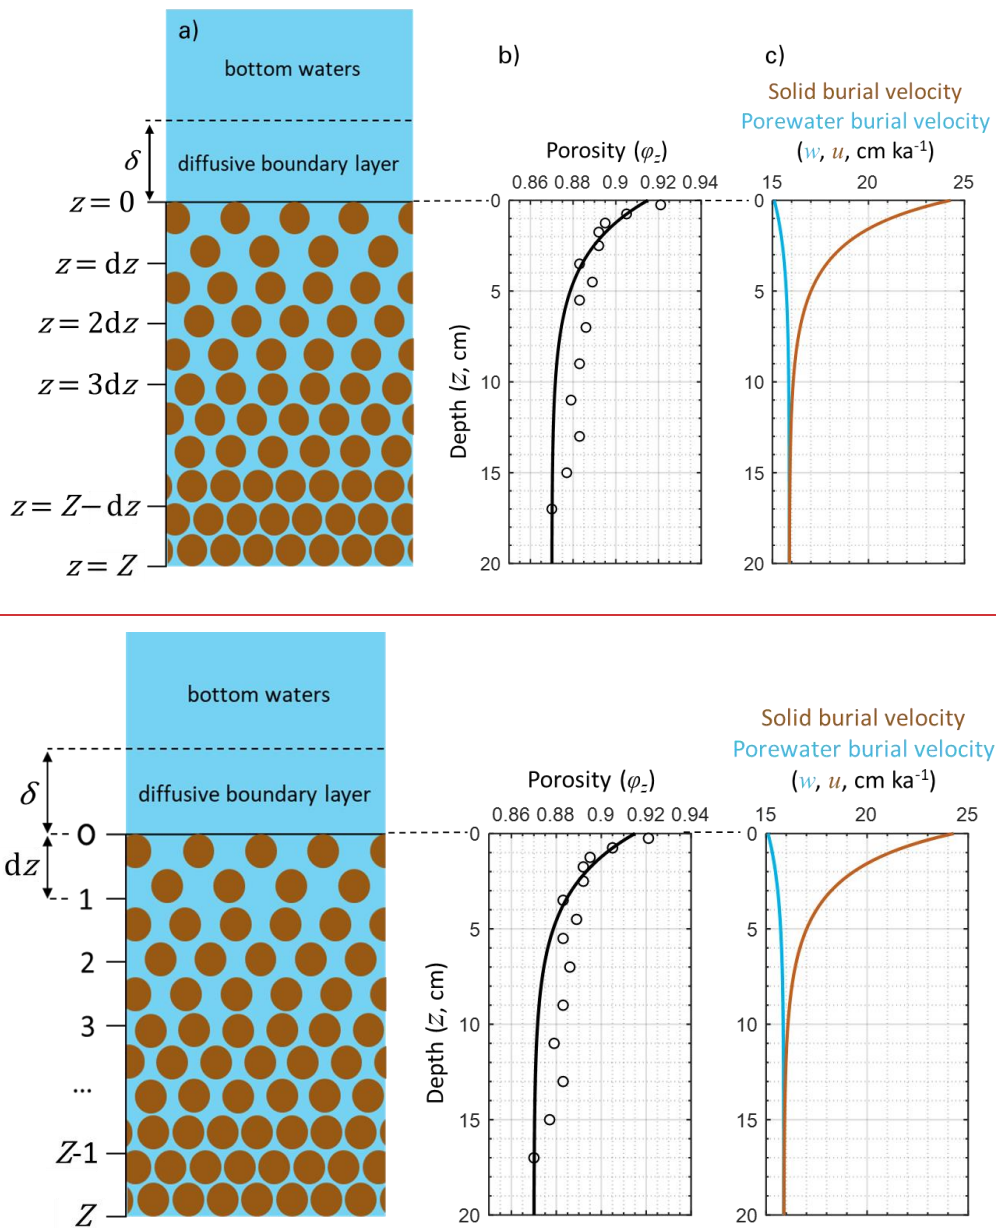 a)
bottom waters
δ
diffusive boundary layer
z = 0
z = dz
z = 2dz
z = 3dz
z = Z−dz
z = Z
b)
Porosity (φz)
0.86 0.88 0.9 0.92 0.94
0
5
10
15
20
Depth (z, cm)
c)
Solid burial velocity
Porewater burial velocity
(w, u, cm ka-1)
15 20 25
0
5
10
15
20
bottom waters
δ
diffusive boundary layer
0
dz
1
2
3
...
Z-1
Z
Porosity (φz)
0.86 0.88 0.9 0.92 0.94
0
5
10
15
20
Depth (z, cm)
Solid burial velocity
Porewater burial velocity
(w, u, cm ka-1)
15 20 25
0
5
10
15
20